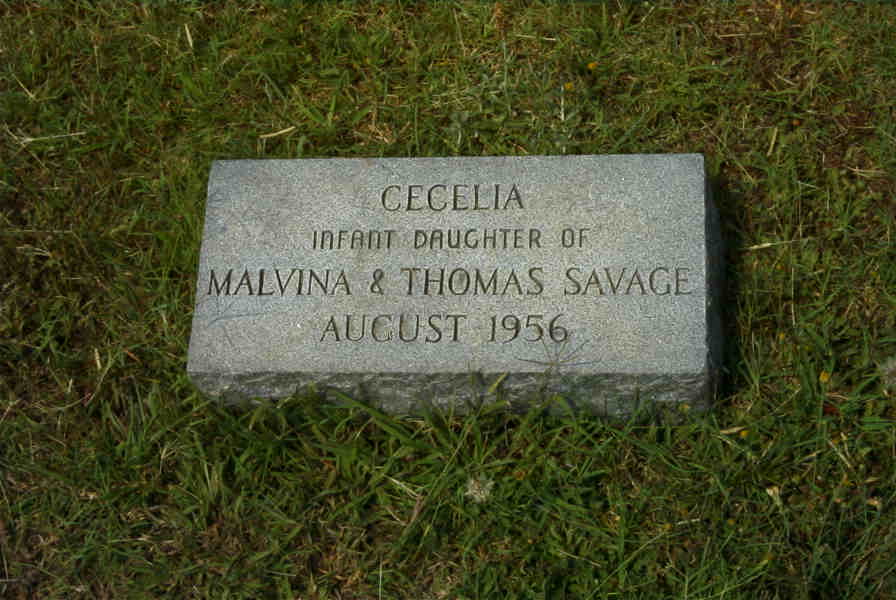 CECELIA
INFANT DAUGHTER OF
MALVINA & THOMAS SAVAGE
AUGUST 1956